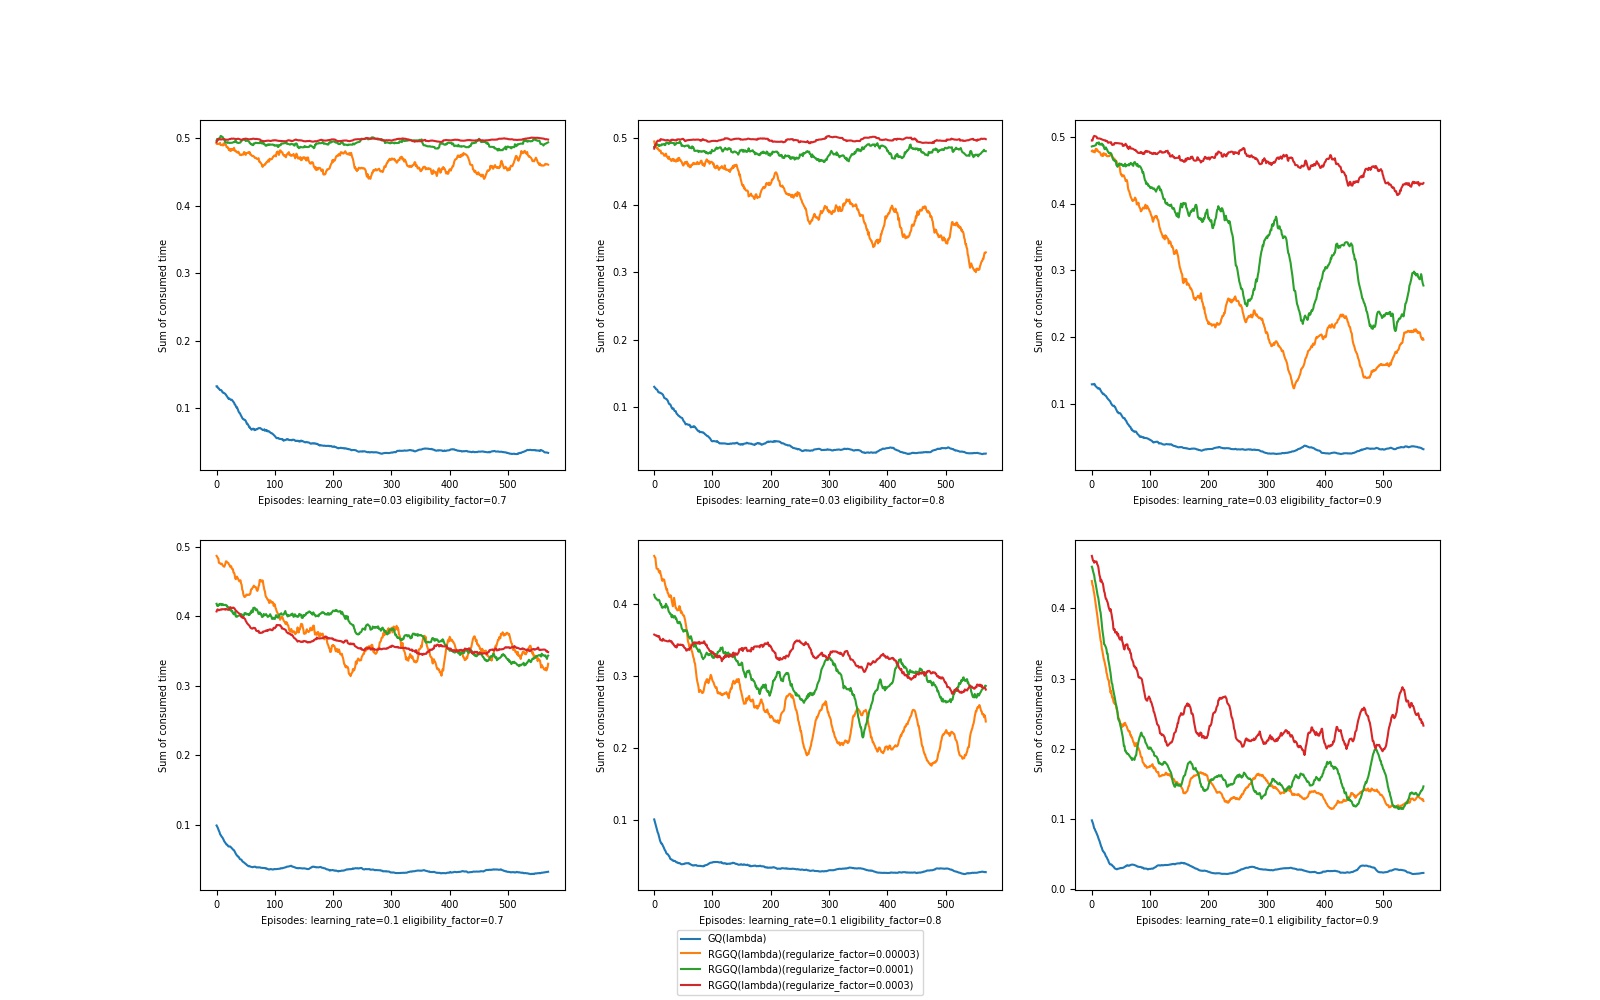 0.5
0.4
0.3
0.2
0.1
Sum of consumed time
0 100 200 300 400 500
Episodes: learning_rate=0.03 eligibility_factor=0.7
0.5
0.4
0.3
0.2
0.1
Sum of consumed time
0 100 200 300 400 500
Episodes: learning_rate=0.03 eligibility_factor=0.8
0.5
0.4
0.3
0.2
0.1
Sum of consumed time
0 100 200 300 400 500
Episodes: learning_rate=0.03 eligibility_factor=0.9
0.5
0.4
0.3
0.2
0.1
Sum of consumed time
0 100 200 300 400 500
Episodes: learning_rate=0.1 eligibility_factor=0.7
0.4
0.3
0.2
0.1
Sum of consumed time
0 100 200 300 400 500
Episodes: learning_rate=0.1 eligibility_factor=0.8
0.4
0.3
0.2
0.1
0.0
Sum of consumed time
0 100 200 300 400 500
Episodes: learning_rate=0.1 eligibility_factor=0.9
GQ(lambda)
RGGQ(lambda)(regularize_factor=0.00003)
RGGQ(lambda)(regularize_factor=0.0001)
RGGQ(lambda)(regularize_factor=0.0003)